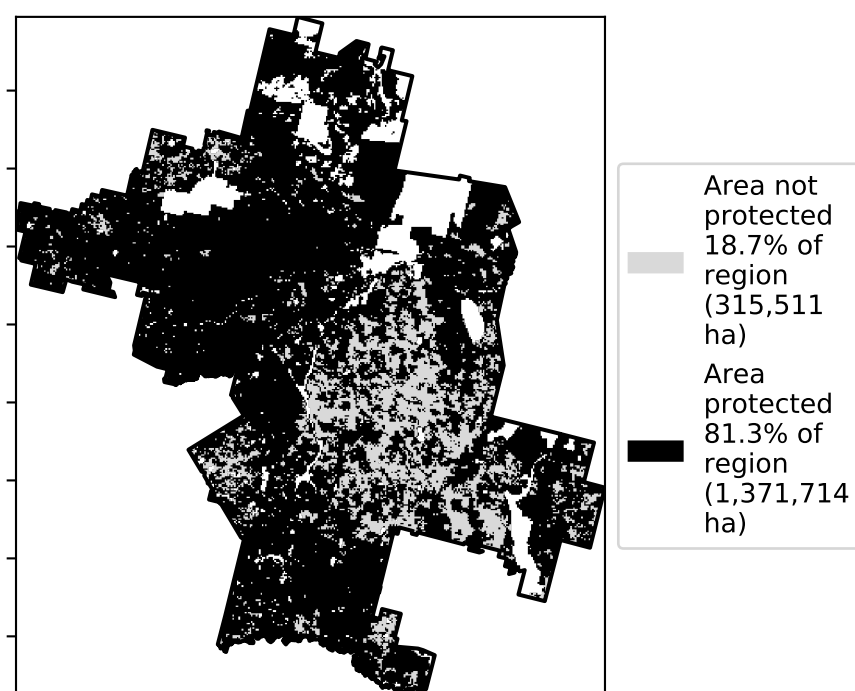 Area not
protected
18.7% of
region
(315,511
ha)
Area
protected
81.3% of
region
(1,371,714
ha)